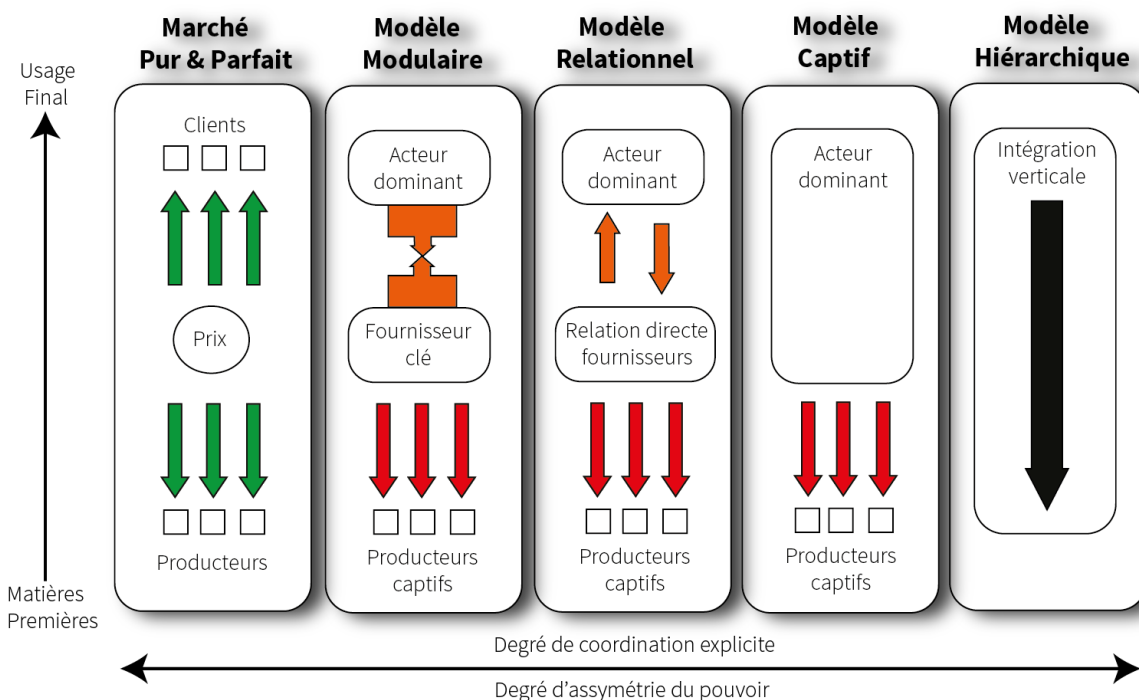 Marché
Pur & Parfait
Modèle
Modulaire
Modèle
Relationnel
Modèle
Captif
Modèle
Hiérarchique
Usage
Final
Matières
Premières
Clients
Prix
Producteurs
Acteur
dominant
Fournisseur
clé
Producteurs
captifs
Acteur
dominant
Relation directe
fournisseurs
Producteurs
captifs
Acteur
dominant
Producteurs
captifs
Intégration
verticale
Degré de coordination explicite
Degré d'assymétrie du pouvoir